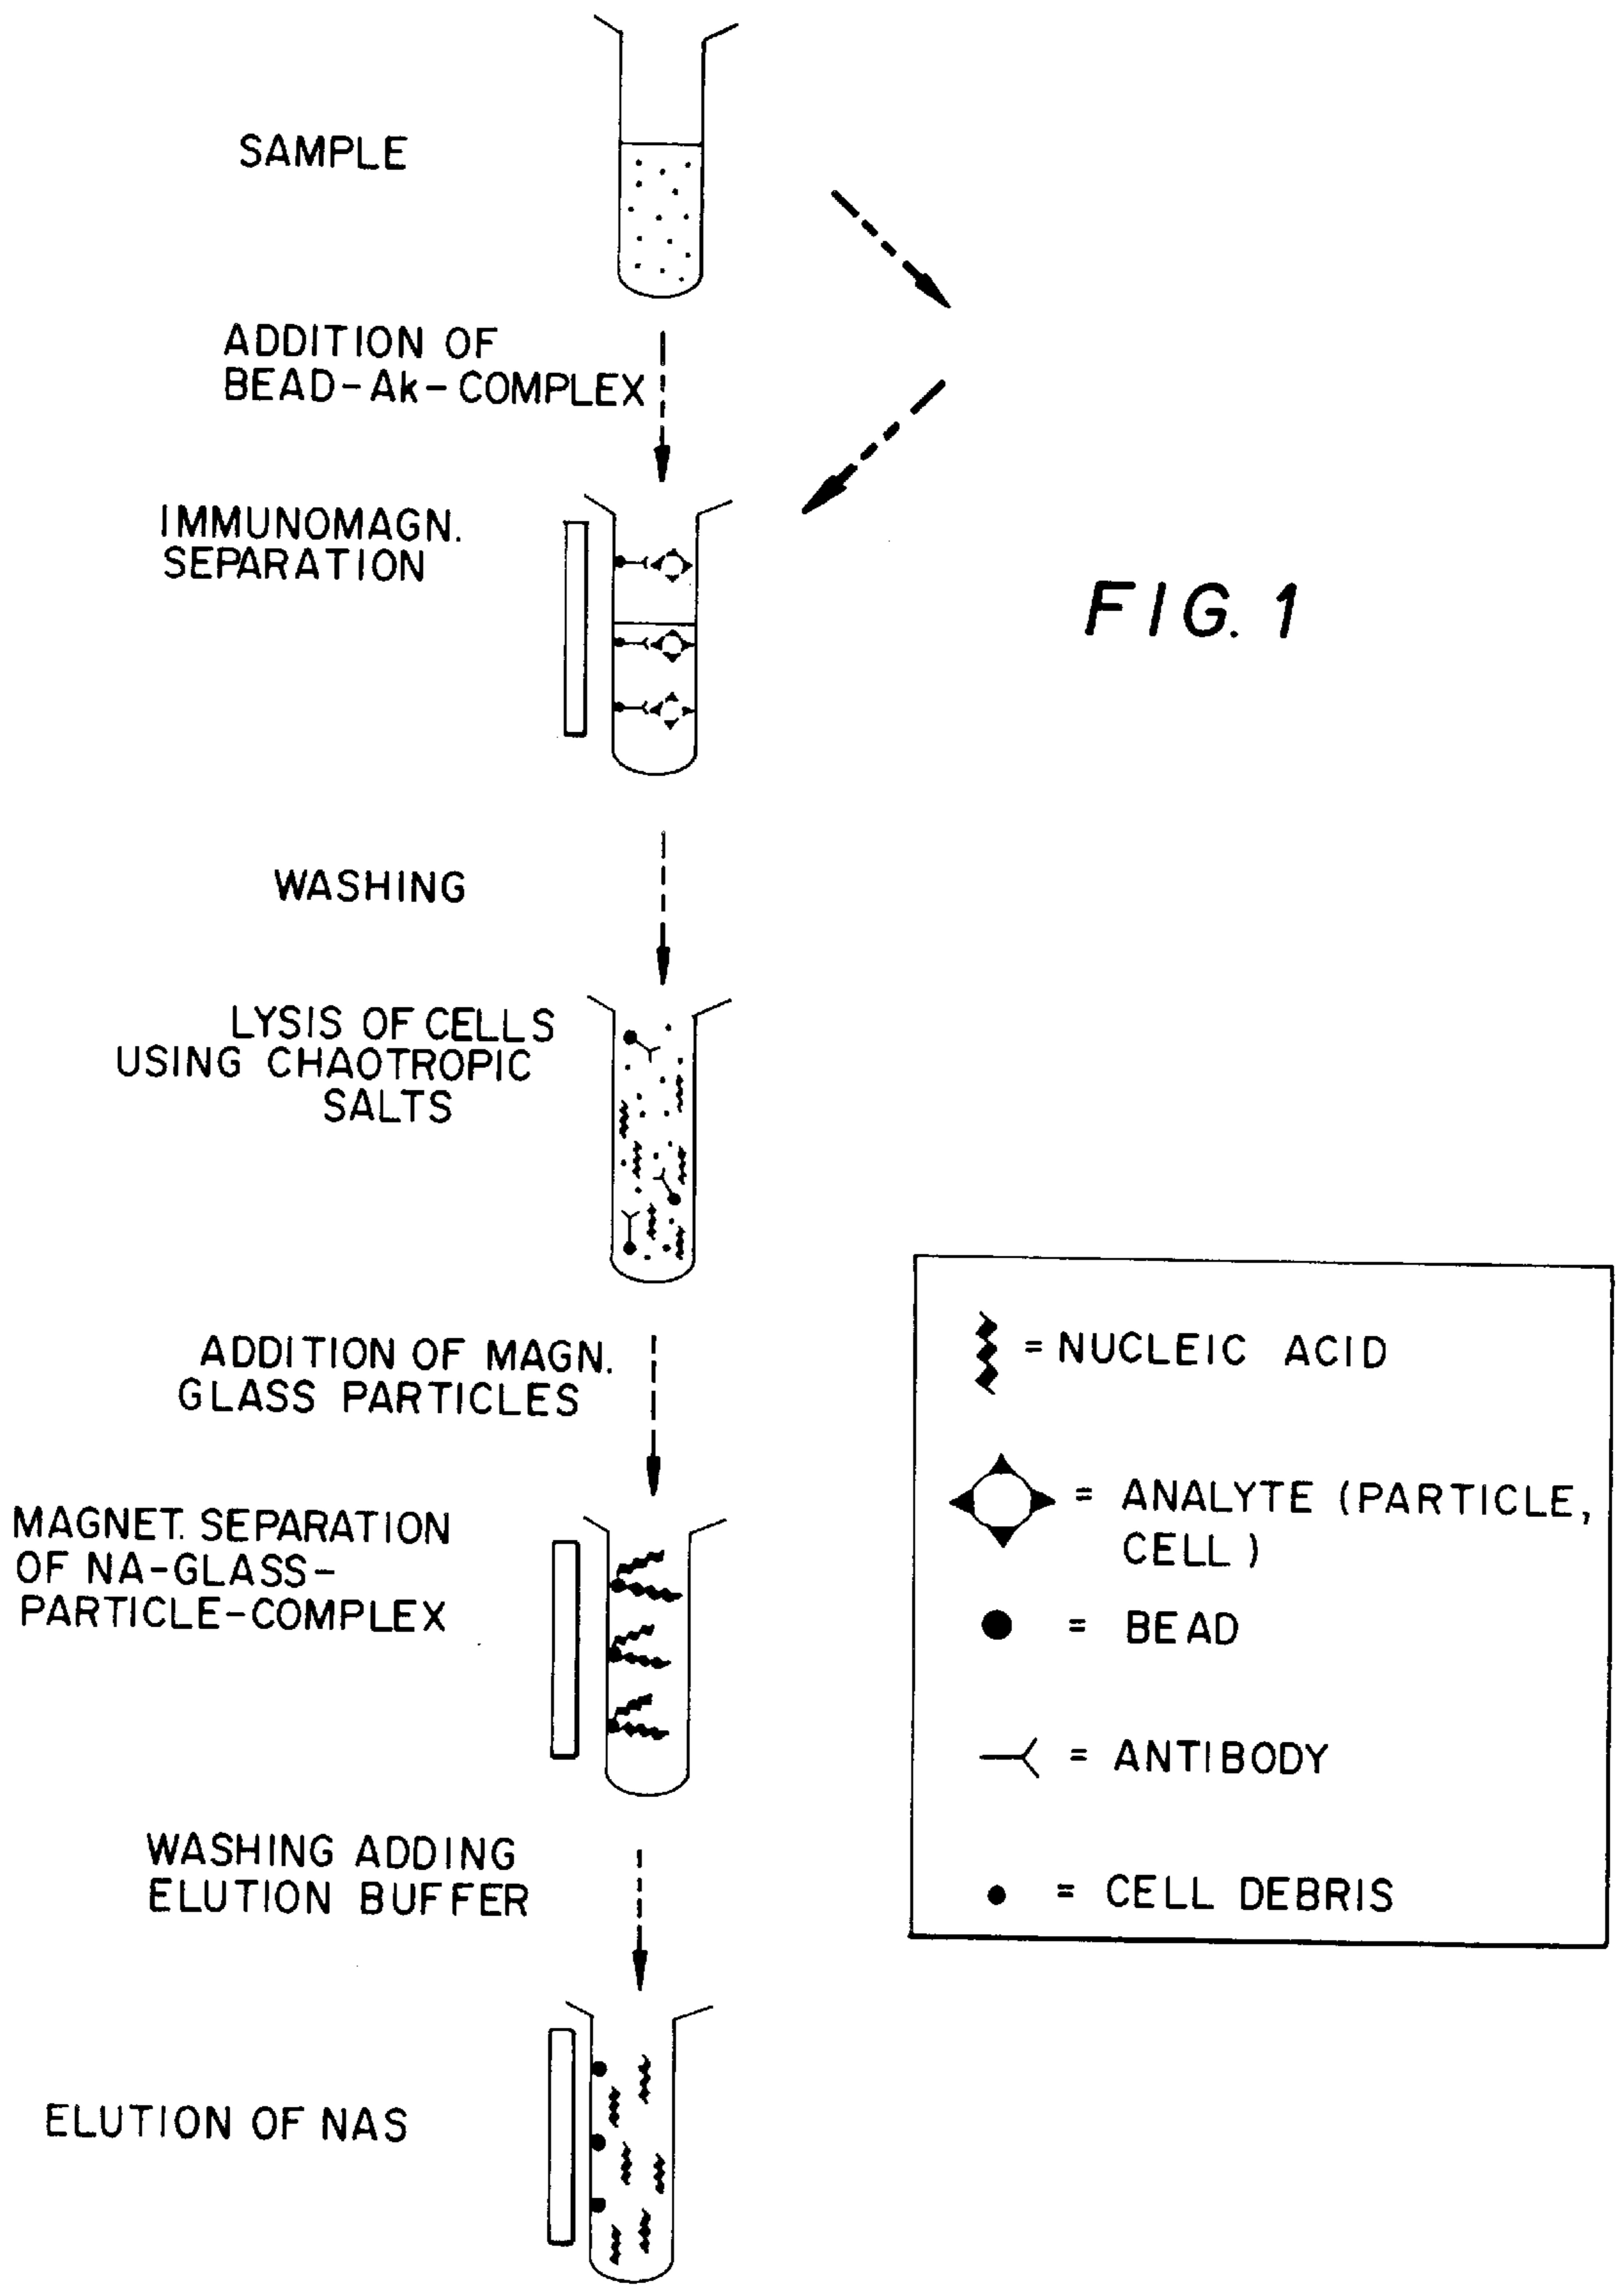 SAMPLE
ADDITION OF
BEAD-Ak-COMPLEX
IMMUNOMAGN.
SEPARATION
FIG. 1
WASHING
LYSIS OF CELLS
USING CHAOTROPIC
SALTS
ADDITION OF MAGN.
GLASS PARTICLES
MAGNET. SEPARATION
OF NA-GLASS-
PARTICLE-COMPLEX
WASHING ADDING
ELUTION BUFFER
ELUTION OF NAS
= NUCLEIC ACID
= ANALYTE (PARTICLE,
CELL)
= BEAD
= ANTIBODY
= CELL DEBRIS